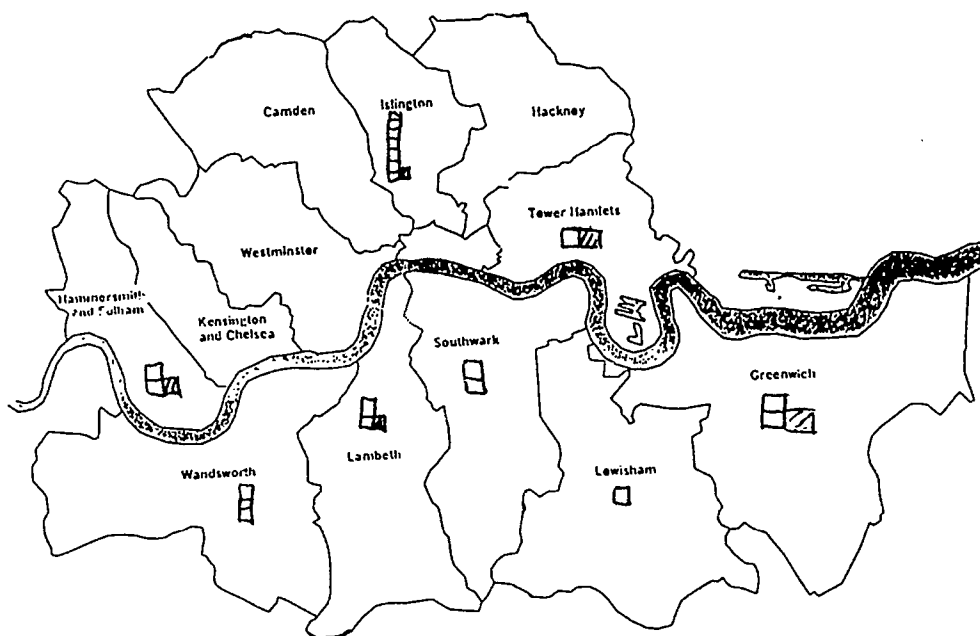 Camden
Islington
Hackney
Tower Hamlets
Westminster
Hammersmith
and Fulham
Kensington
and Chelsea
Southwark
Greenwich
Lambeth
Wandsworth
Lewisham